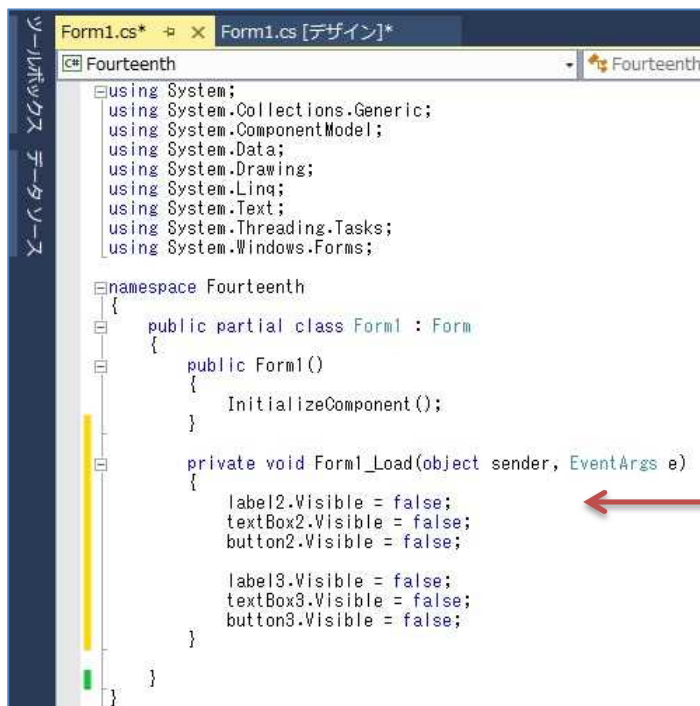 ツールボックス データ ソース
Form1.cs* Form1.cs [デザイン]*
C# Fourteenth Fourteenth
using System;
using System.Collections.Generic;
using System.ComponentModel;
using System.Data;
using System.Drawing;
using System.Linq;
using System.Text;
using System.Threading.Tasks;
using System.Windows.Forms;
namespace Fourteenth
{
public partial class Form1 : Form
{
public Form1()
{
InitializeComponent();
}
private void Form1_Load(object sender, EventArgs e)
{
label2.Visible = false;
textBox2.Visible = false;
button2.Visible = false;
label3.Visible = false;
textBox3.Visible = false;
button3.Visible = false;
}
}
}